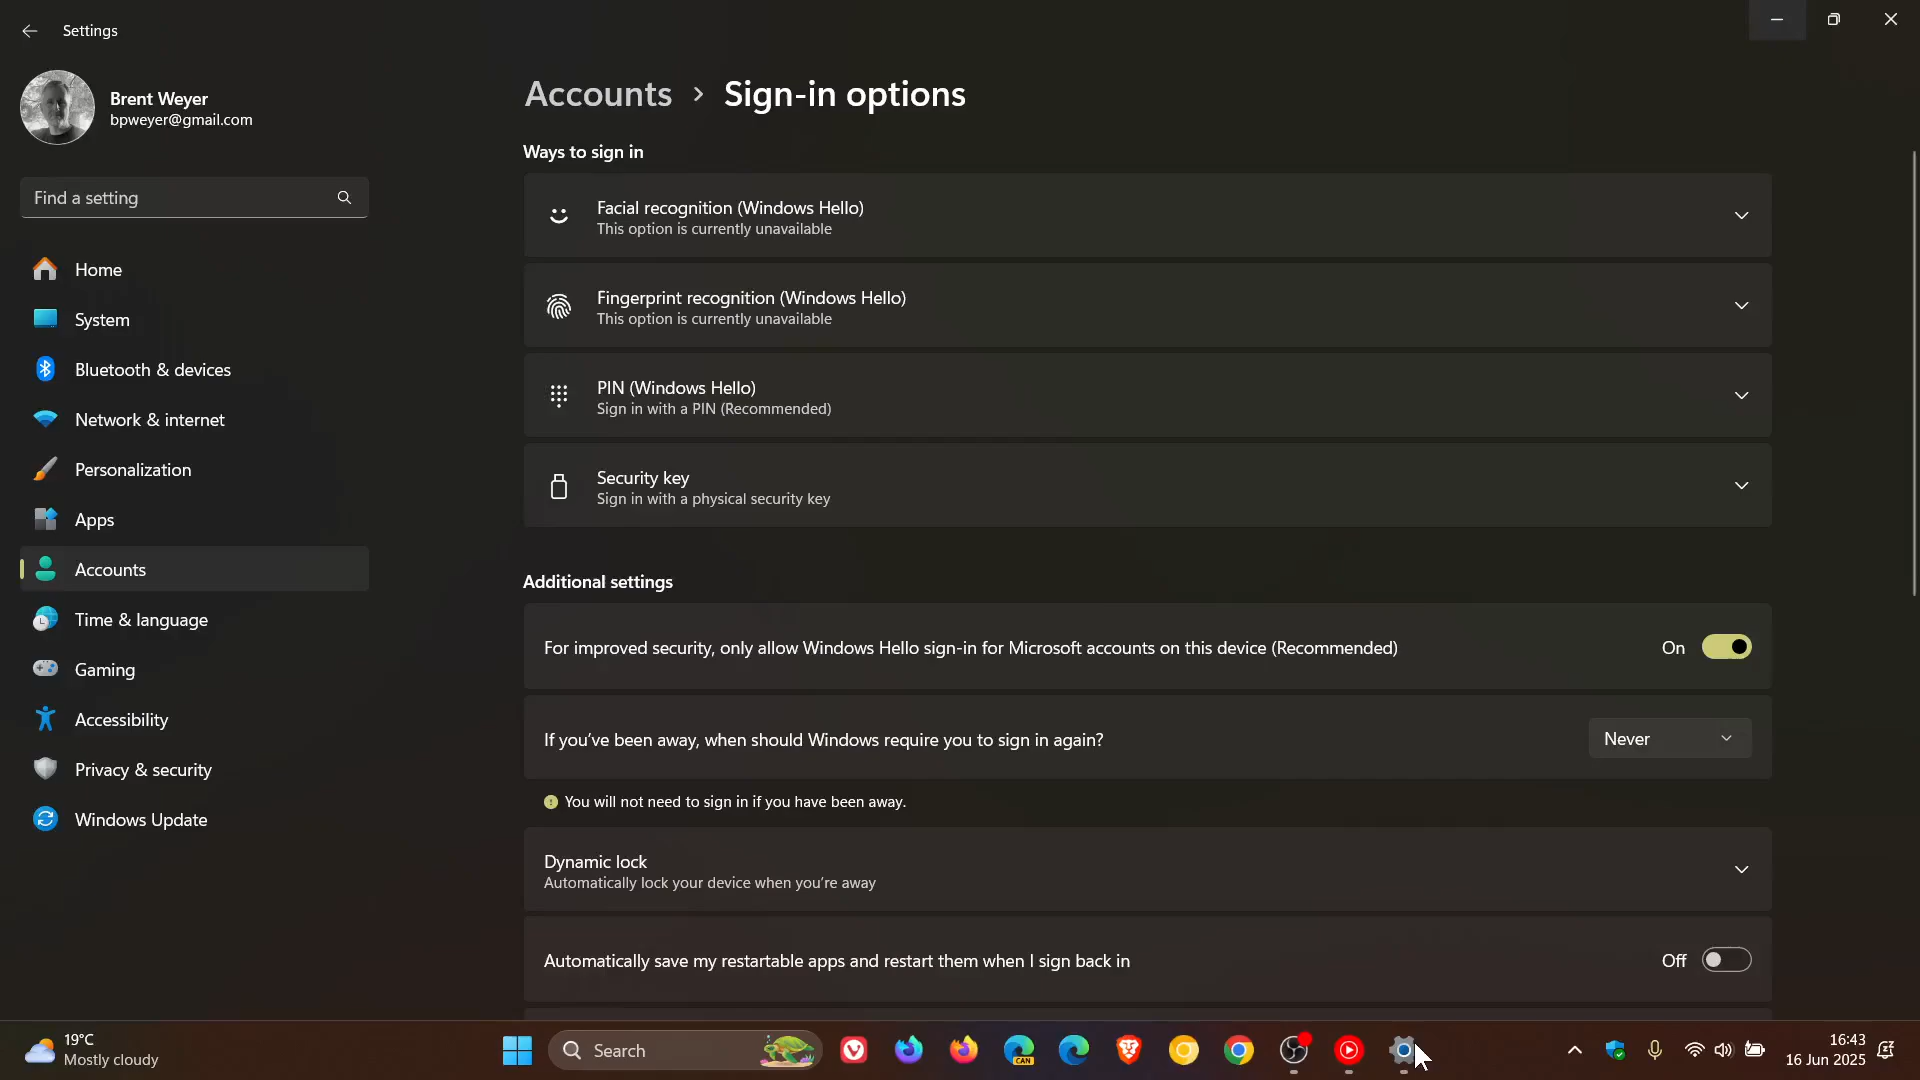 Settings
Brent Weyer
bpweyer@gmail.com
Find a setting
Home
System
Bluetooth & devices
Network & internet
Personalization
Apps
Accounts
Time & language
Gaming
Accessibility
Privacy & security
Windows Update
Accounts > Sign-in options
Ways to sign in
Facial recognition (Windows Hello)
This option is currently unavailable
Fingerprint recognition (Windows Hello)
This option is currently unavailable
PIN (Windows Hello)
Sign in with a PIN (Recommended)
Security key
Sign in with a physical security key
Additional settings
For improved security, only allow Windows Hello sign-in for Microsoft accounts on this device (Recommended) On
If you've been away, when should Windows require you to sign in again? Never
You will not need to sign in if you have been away.
Dynamic lock
Automatically lock your device when you're away
Automatically save my restartable apps and restart them when I sign back in Off
19°C
Mostly cloudy
Search
CAN
16:43
16 Jun 2025